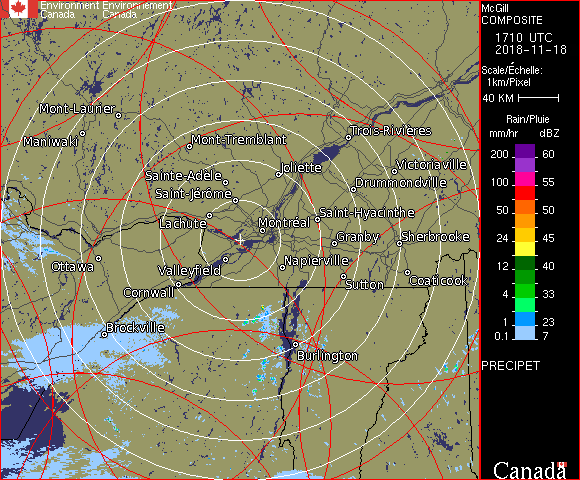 Environment Environnement
Canada Canada
McGill
COMPOSITE
1710 UTC
2018-11-18
Scale/Échelle:
1km/Pixel
40 KM
Rain/Pluie
mm/hr dBZ
200 60
100 55
100 55
50 50
24 45
12 40
4 33
1 23
0.1 7
PRECIPET
Canada
Mont-Laurier
Maniwaki
Mont-Tremblant
Trois-Rivières
Sainte-Adèle
Joliette
Victoriaville
Saint-Jérôme
Drummondville
Lachute
Montréal
Saint-Hyacinthe
Granby
Sherbrooke
Ottawa
Valleyfield
Napierville
Cornwall
Sutton
Coaticook
Brockville
Burlington